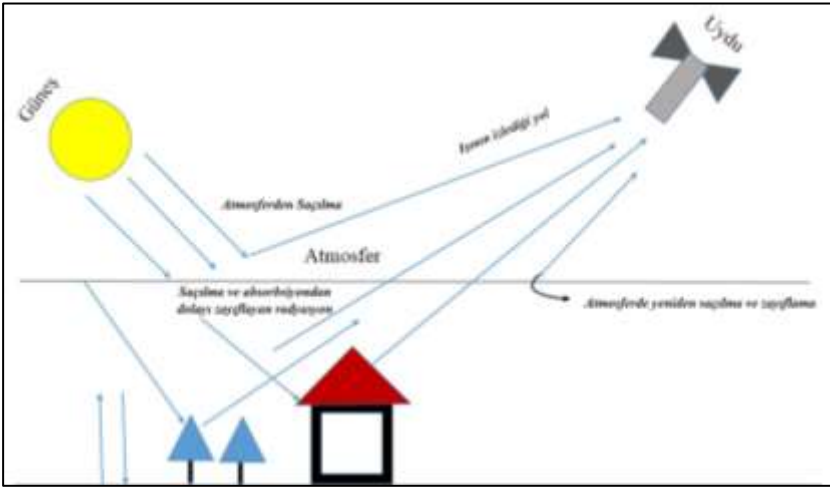 Güneş
Uydu
Işının izlediği yol
Atmosferden Saçılma
Atmosfer
Saçılma ve absorbsiyondan
dolayı zayıflayan radyasyon
Atmosferde yeniden saçılma ve zayıflama